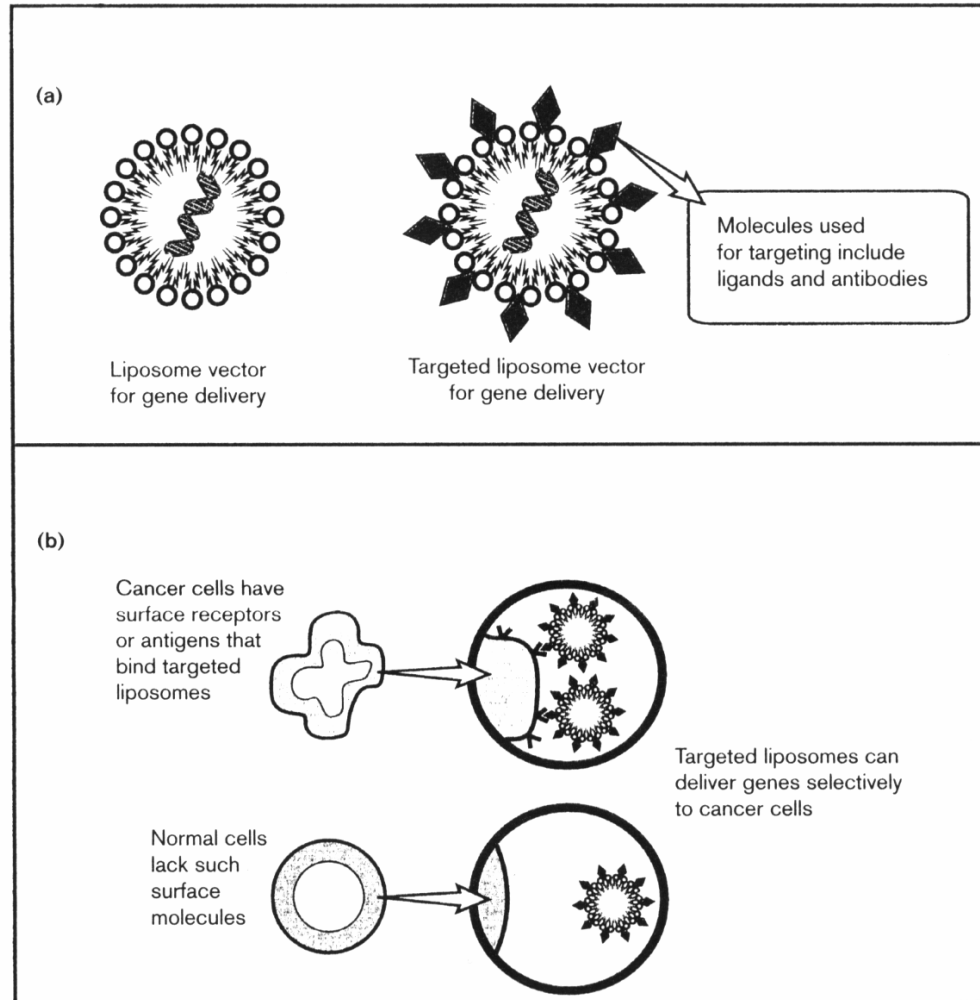 (a)
Liposome vector
for gene delivery
Targeted liposome vector
for gene delivery
Molecules used
for targeting include
ligands and antibodies
(b)
Cancer cells have
surface receptors
or antigens that
bind targeted
liposomes
Targeted liposomes can
deliver genes selectively
to cancer cells
Normal cells
lack such
surface
molecules